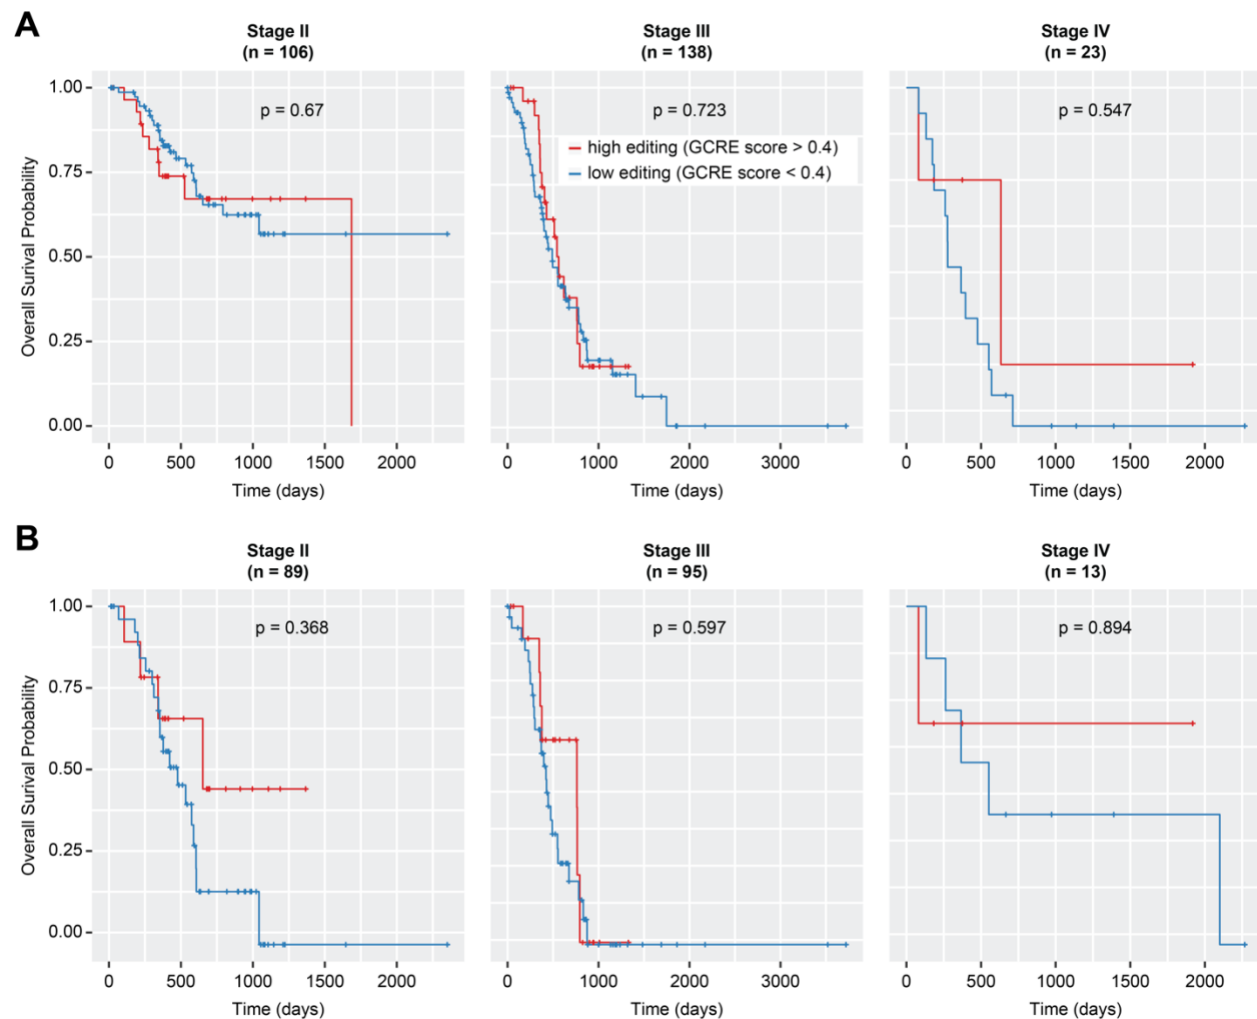 A
Stage II
(n = 106)
Stage III
(n = 138)
Stage IV
(n = 23)
Overall Surival Probability
1.00
0.75
0.50
0.25
0.00
p = 0.67
p = 0.723
high editing (GCRE score > 0.4)
low editing (GCRE score < 0.4)
p = 0.547
0 500 1000 1500 2000
0 1000 2000 3000
0 500 1000 1500 2000
Time (days)
Time (days)
Time (days)
B
Stage II
(n = 89)
Stage III
(n = 95)
Stage IV
(n = 13)
Overall Surival Probability
1.00
0.75
0.50
0.25
0.00
p = 0.368
p = 0.597
p = 0.894
0 500 1000 1500 2000
0 1000 2000 3000
0 500 1000 1500 2000
Time (days)
Time (days)
Time (days)